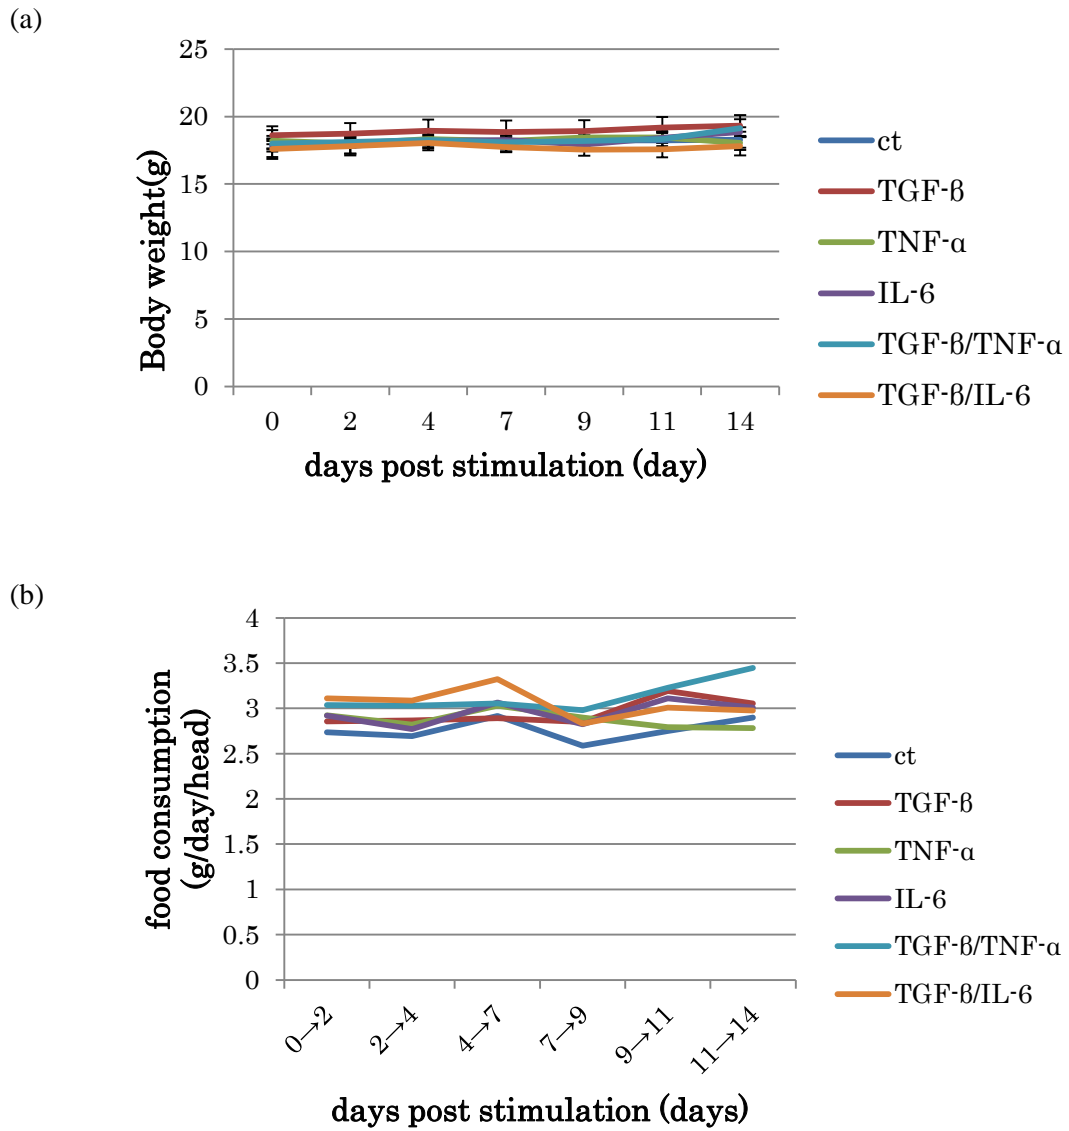 (a)
25
20
15
10
5
0
Body weight(g)
0 2 4 7 9 11 14
days post stimulation (day)
ct
TGF-β
TNF-α
IL-6
TGF-β/TNF-α
TGF-β/IL-6
(b)
4
3.5
3
2.5
2
1.5
1
0.5
0
food consumption
(g/day/head)
0→2 2→4 4→7 7→9 9→11 11→14
days post stimulation (days)
ct
TGF-β
TNF-α
IL-6
TGF-β/TNF-α
TGF-β/IL-6